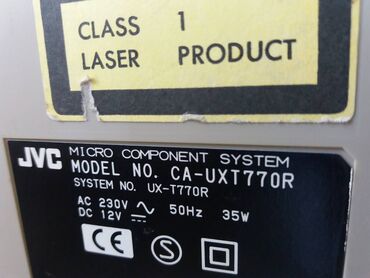 CLASS 1
LASER PRODUCT
JVC MICRO COMPONENT SYSTEM
MODEL NO. CA-UXT770R
SYSTEM NO. UX-T770R
AC 230V ~ 50Hz 35W
DC 12V ⎓
CE S